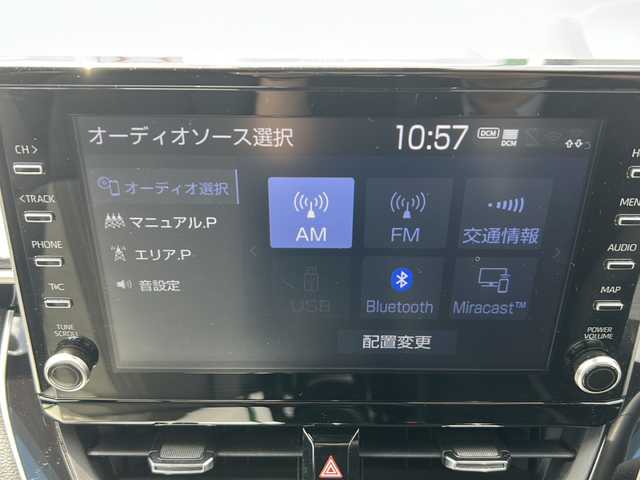 オーディオソース選択 10:57 DCM DCM
CH >
<TRACK
PHONE
T/C
TUNE
SCROLL
オーディオ選択
マニュアル.P
エリア.P
音設定
AM FM 交通情報
USB Bluetooth Miracast™
配置変更
MEN
AUDIO
MAP
POWER
VOLUME